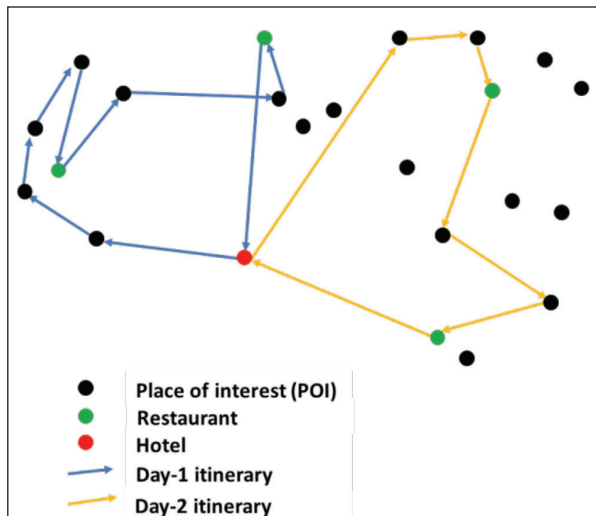 Place of interest (POI)
Restaurant
Hotel
Day-1 itinerary
Day-2 itinerary